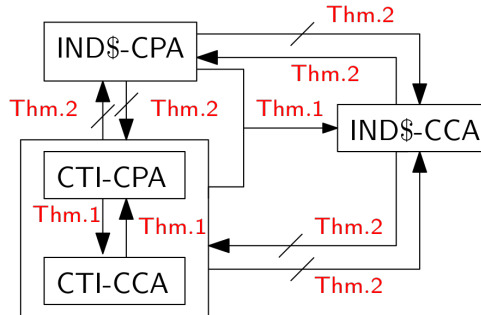 Thm.2
IND$-CPA
Thm.2
Thm.2
Thm.2
Thm.1
IND$-CCA
CTI-CPA
Thm.1
Thm.1
Thm.2
CTI-CCA
Thm.2